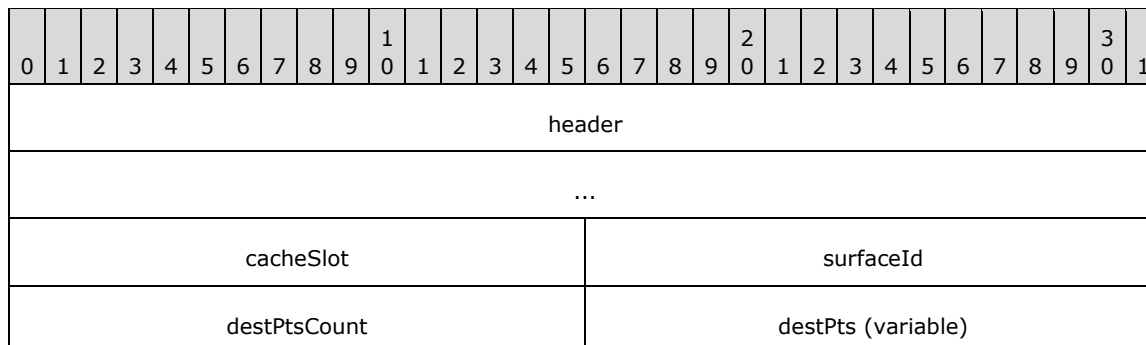 1 2 3
0 1 2 3 4 5 6 7 8 9 0 1 2 3 4 5 6 7 8 9 0 1 2 3 4 5 6 7 8 9 0 1
header
...
cacheSlot surfaceId
destPtsCount destPts (variable)